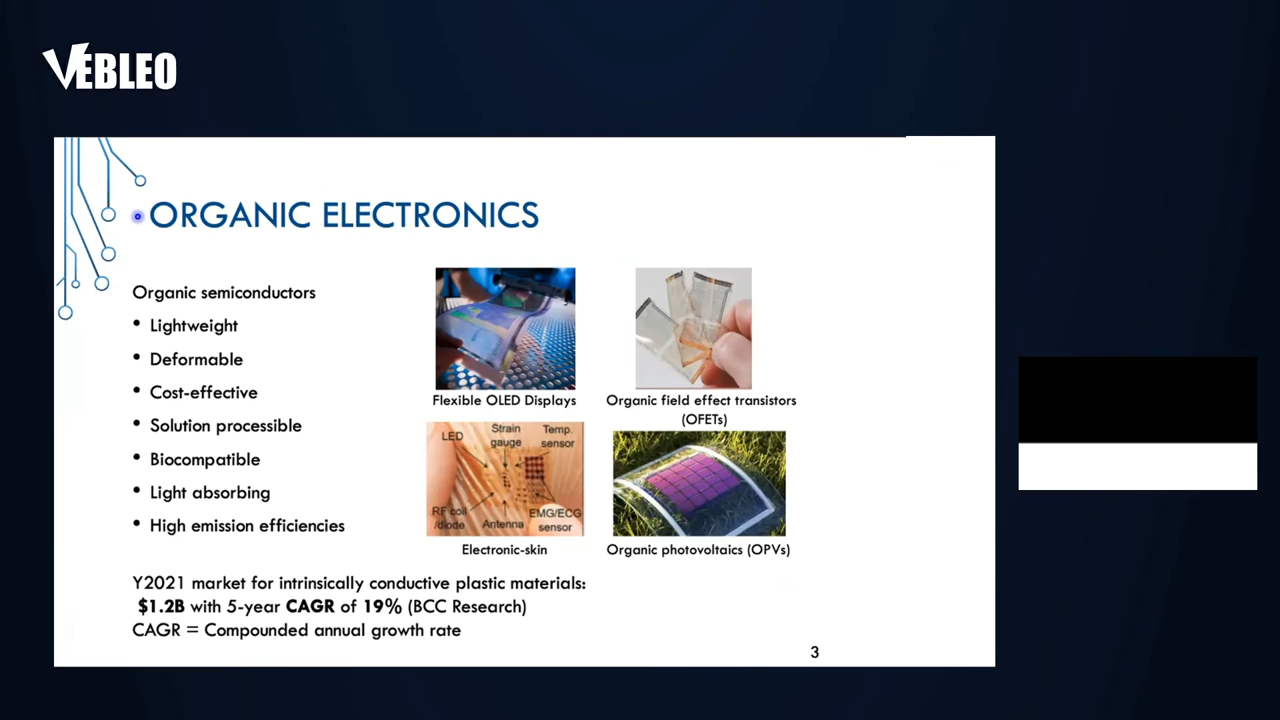 VEBLEO
ORGANIC ELECTRONICS
Organic semiconductors
• Lightweight
• Deformable
• Cost-effective
• Solution processible
• Biocompatible
• Light absorbing
• High emission efficiencies
Flexible OLED Displays
Organic field effect transistors
(OFETs)
LED
Strain
gauge
Temp.
sensor
RF coil
/diode
Antenna
EMG/ECG
sensor
Electronic-skin
Organic photovoltaics (OPVs)
Y2021 market for intrinsically conductive plastic materials:
$1.2B with 5-year CAGR of 19% (BCC Research)
CAGR = Compounded annual growth rate
3